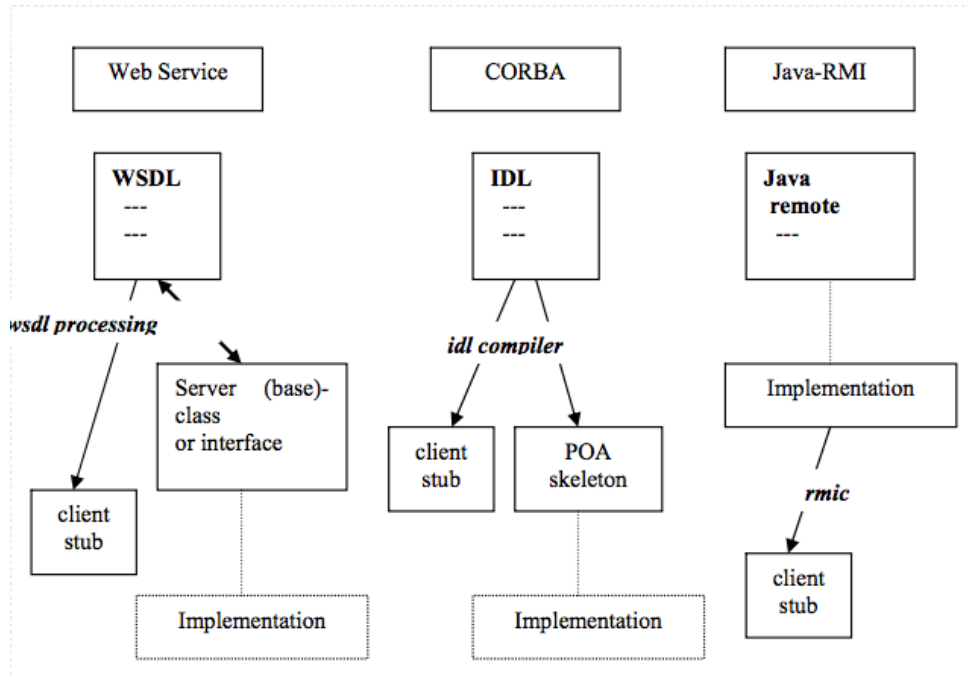 Web Service
CORBA
Java-RMI
WSDL
---
---
IDL
---
---
Java
remote
---
wsdl processing
idl compiler
Server (base)-
class
or interface
Implementation
client
stub
POA
skeleton
rmic
client
stub
client
stub
Implementation
Implementation